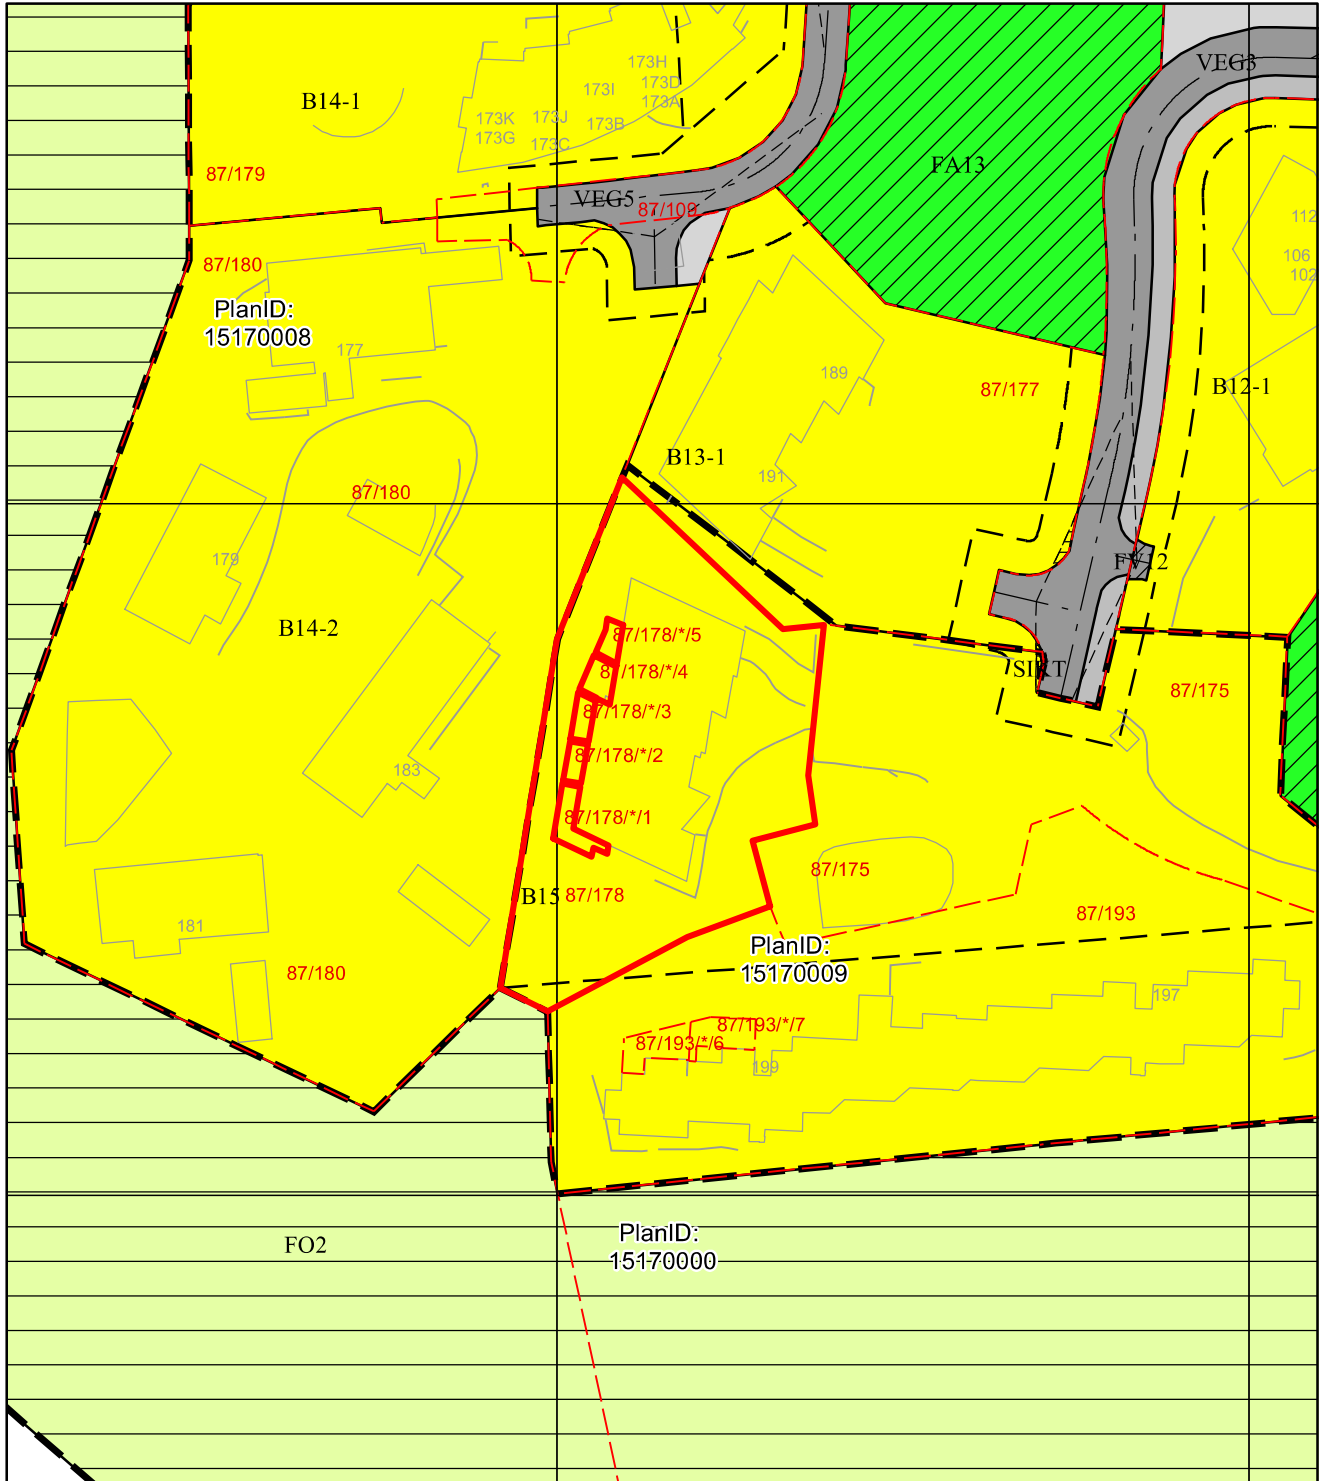 VEG3
173H
173I
173D
173A
B14-1
173K
173J
173B
173G
173C
FA13
87/179
VEG5
87/109
112
106
102
87/180
PlanID:
15170008
177
189
87/177
B12-1
B13-1
191
87/180
179
FV12
B14-2
87/178/*/5
87/178/*/4
SIKT
87/175
87/178/*/3
87/178/*/2
183
87/178/*/1
87/175
B15
87/178
87/193
181
PlanID:
15170009
87/180
197
87/193/*/7
87/193/*/6
199
PlanID:
15170000
FO2